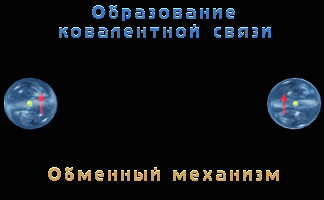 Образование
ковалентной связи
Обменный механизм